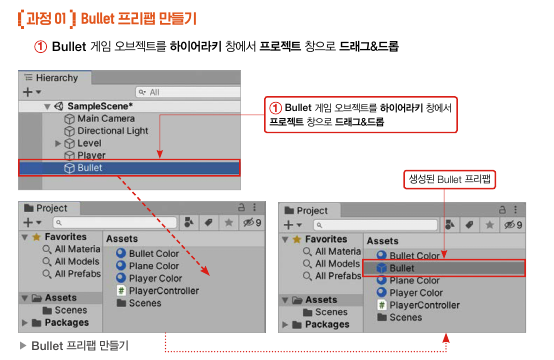 과정 01 Bullet 프리팹 만들기
① Bullet 게임 오브젝트를 하이어라키 창에서 프로젝트 창으로 드래그&드롭
Hierarchy
All
SampleScene*
Main Camera
Directional Light
Level
Player
Bullet
① Bullet 게임 오브젝트를 하이어라키 창에서
프로젝트 창으로 드래그&드롭
생성된 Bullet 프리팹
Project
9
Favorites
All Materia
All Models
All Prefabs
Assets
Scenes
Packages
Assets
Bullet Color
Plane Color
Player Color
PlayerController
Scenes
Project
9
Favorites
All Materia
All Models
All Prefabs
Assets
Scenes
Packages
Assets
Bullet Color
Bullet
Plane Color
Player Color
PlayerController
Scenes
▶ Bullet 프리팹 만들기